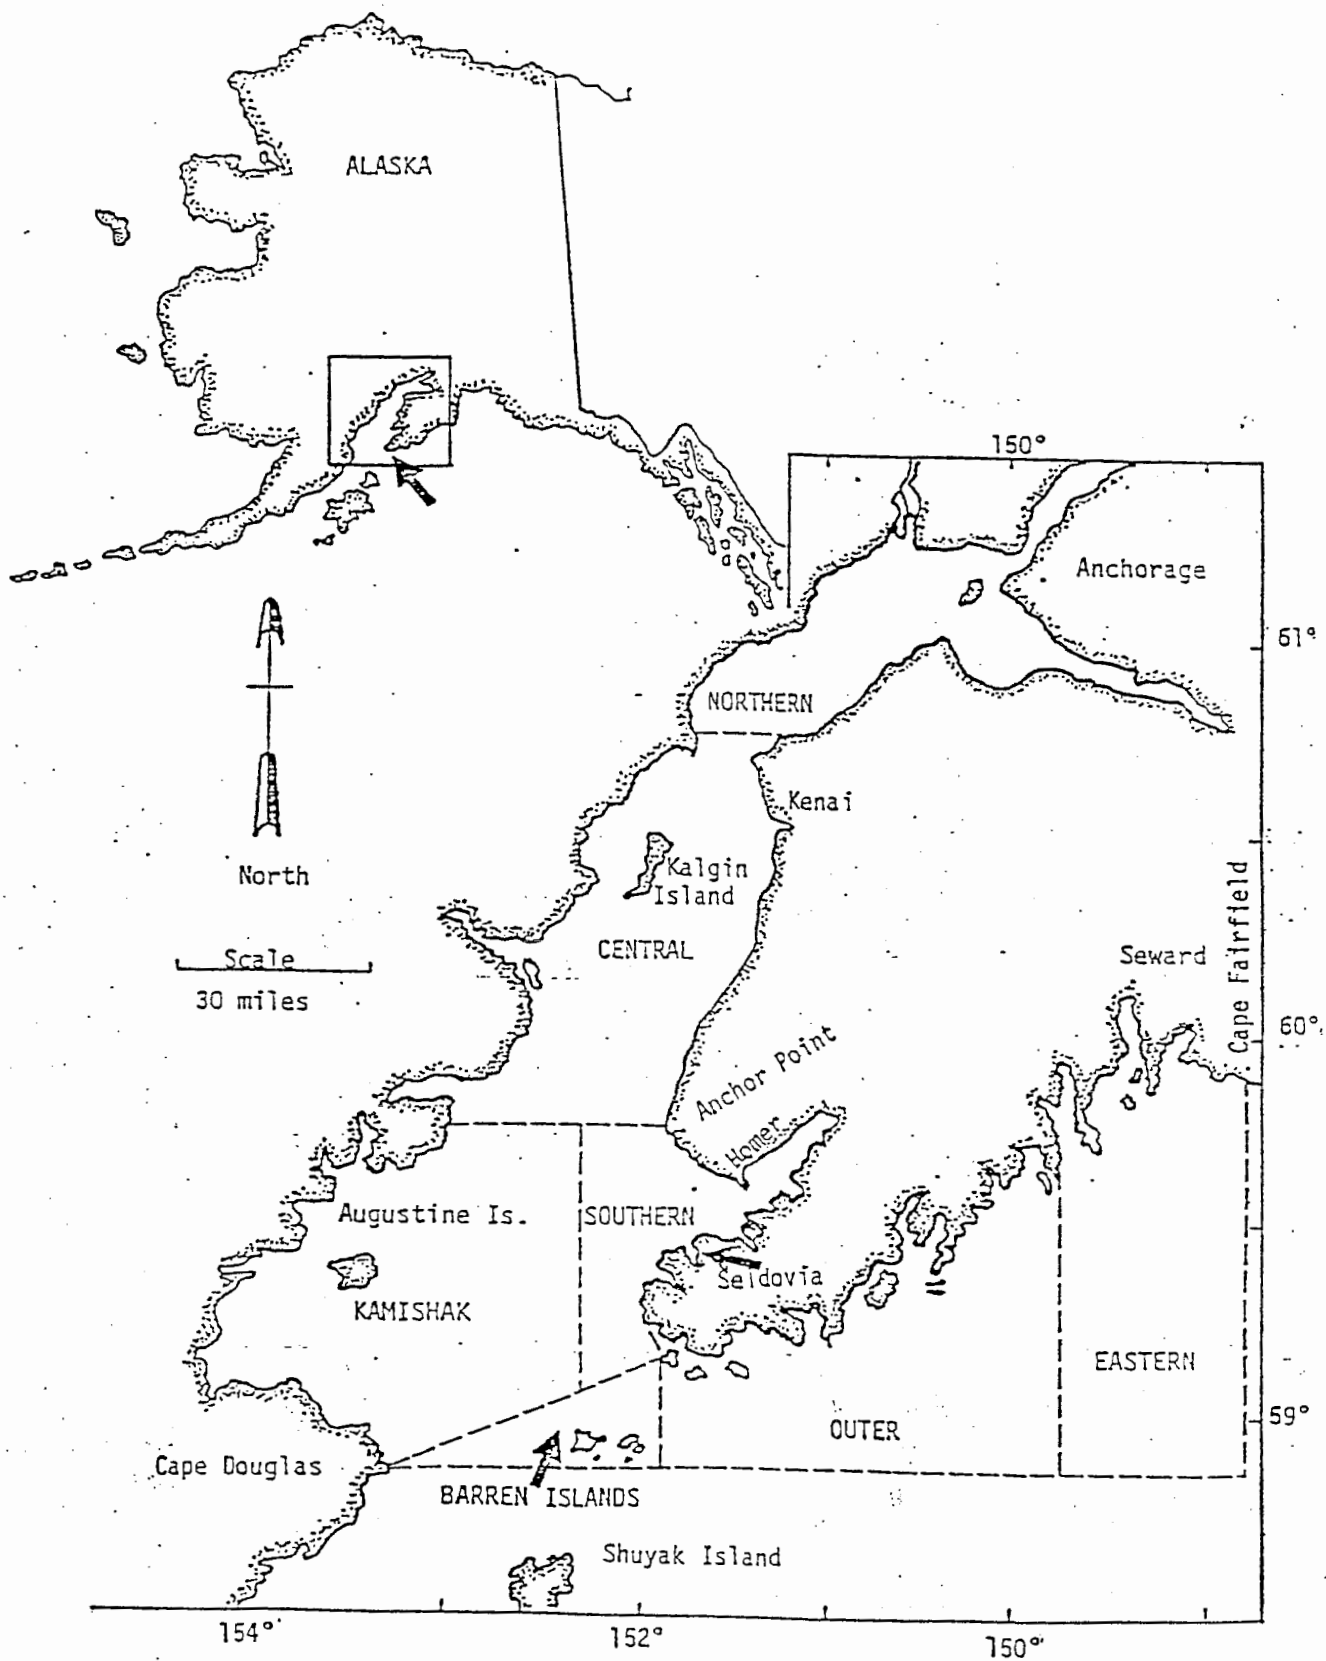 ALASKA
150°
Anchorage
61°
NORTHERN
Kenai
Kalgin
Island
North
CENTRAL
Scale
30 miles
Seward
Cape Fairfield
60°
Anchor Point
Homer
Augustine Is.
SOUTHERN
Seldovia
KAMISHAK
EASTERN
59°
OUTER
Cape Douglas
BARREN ISLANDS
Shuyak Island
154°
152°
150°